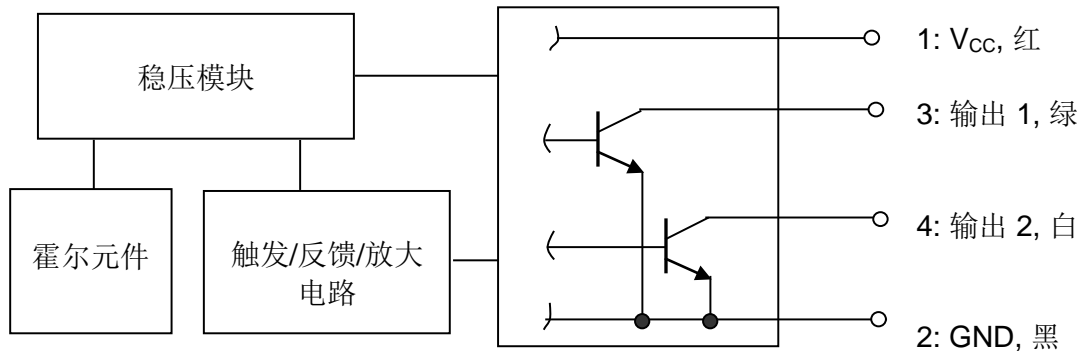 稳压模块
霍尔元件
触发/反馈/放大
电路
1: VCC, 红
3: 输出 1, 绿
4: 输出 2, 白
2: GND, 黑